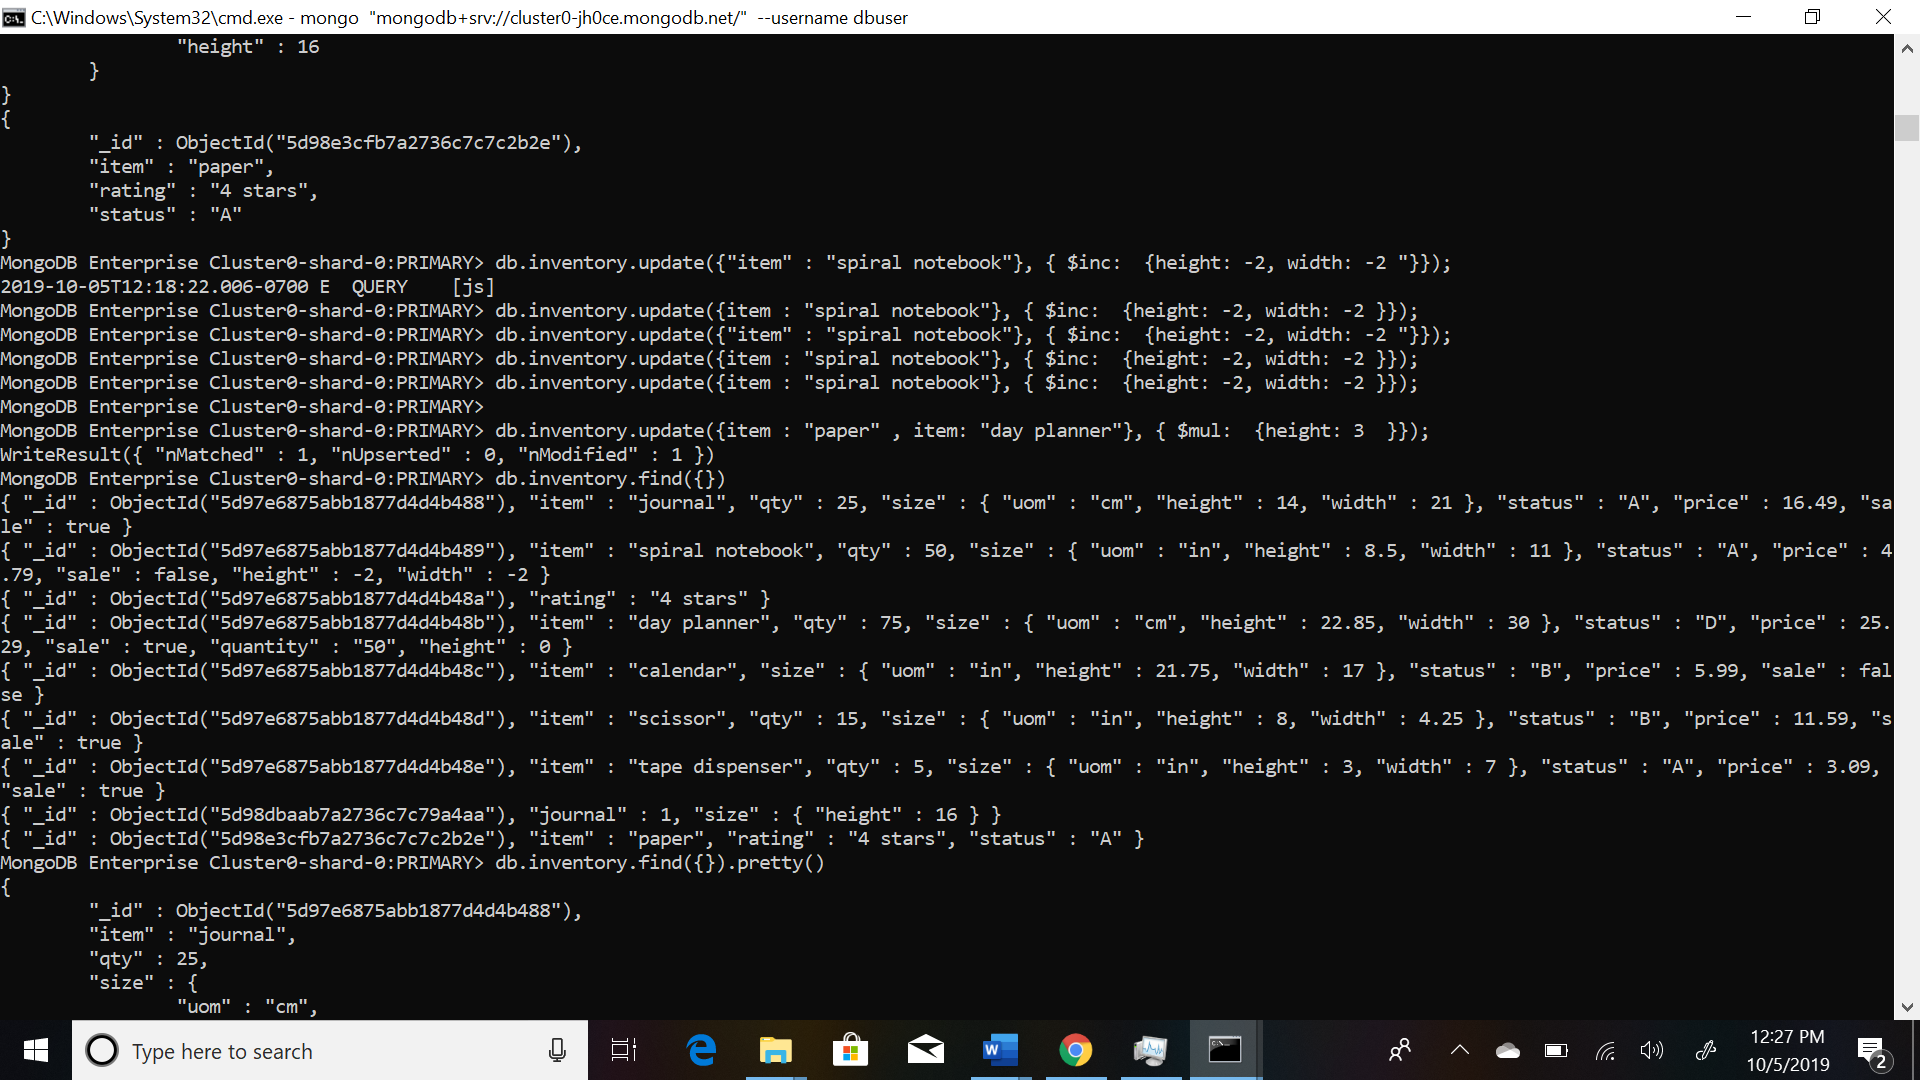 C:\Windows\System32\cmd.exe - mongo  "mongodb+srv://cluster0-jh0ce.mongodb.net/"  --username dbuser
                "height" : 16
        }
}
{
        "_id" : ObjectId("5d98e3cfb7a2736c7c7c2b2e"),
        "item" : "paper",
        "rating" : "4 stars",
        "status" : "A"
}
MongoDB Enterprise Cluster0-shard-0:PRIMARY> db.inventory.update({"item" : "spiral notebook"}, { $inc:  {height: -2, width: -2 "}});
2019-10-05T12:18:22.006-0700 E  QUERY    [js]
MongoDB Enterprise Cluster0-shard-0:PRIMARY> db.inventory.update({item : "spiral notebook"}, { $inc:  {height: -2, width: -2 }});
MongoDB Enterprise Cluster0-shard-0:PRIMARY> db.inventory.update({"item" : "spiral notebook"}, { $inc:  {height: -2, width: -2 "}});
MongoDB Enterprise Cluster0-shard-0:PRIMARY> db.inventory.update({item : "spiral notebook"}, { $inc:  {height: -2, width: -2 }});
MongoDB Enterprise Cluster0-shard-0:PRIMARY> db.inventory.update({item : "spiral notebook"}, { $inc:  {height: -2, width: -2 }});
MongoDB Enterprise Cluster0-shard-0:PRIMARY>
MongoDB Enterprise Cluster0-shard-0:PRIMARY> db.inventory.update({item : "paper" , item: "day planner"}, { $mul:  {height: 3  }});
WriteResult({ "nMatched" : 1, "nUpserted" : 0, "nModified" : 1 })
MongoDB Enterprise Cluster0-shard-0:PRIMARY> db.inventory.find({})
{ "_id" : ObjectId("5d97e6875abb1877d4d4b488"), "item" : "journal", "qty" : 25, "size" : { "uom" : "cm", "height" : 14, "width" : 21 }, "status" : "A", "price" : 16.49, "sa
le" : true }
{ "_id" : ObjectId("5d97e6875abb1877d4d4b489"), "item" : "spiral notebook", "qty" : 50, "size" : { "uom" : "in", "height" : 8.5, "width" : 11 }, "status" : "A", "price" : 4
.79, "sale" : false, "height" : -2, "width" : -2 }
{ "_id" : ObjectId("5d97e6875abb1877d4d4b48a"), "rating" : "4 stars" }
{ "_id" : ObjectId("5d97e6875abb1877d4d4b48b"), "item" : "day planner", "qty" : 75, "size" : { "uom" : "cm", "height" : 22.85, "width" : 30 }, "status" : "D", "price" : 25.
29, "sale" : true, "quantity" : "50", "height" : 0 }
{ "_id" : ObjectId("5d97e6875abb1877d4d4b48c"), "item" : "calendar", "size" : { "uom" : "in", "height" : 21.75, "width" : 17 }, "status" : "B", "price" : 5.99, "sale" : fal
se }
{ "_id" : ObjectId("5d97e6875abb1877d4d4b48d"), "item" : "scissor", "qty" : 15, "size" : { "uom" : "in", "height" : 8, "width" : 4.25 }, "status" : "B", "price" : 11.59, "s
ale" : true }
{ "_id" : ObjectId("5d97e6875abb1877d4d4b48e"), "item" : "tape dispenser", "qty" : 5, "size" : { "uom" : "in", "height" : 3, "width" : 7 }, "status" : "A", "price" : 3.09,
"sale" : true }
{ "_id" : ObjectId("5d98dbaab7a2736c7c79a4aa"), "journal" : 1, "size" : { "height" : 16 } }
{ "_id" : ObjectId("5d98e3cfb7a2736c7c7c2b2e"), "item" : "paper", "rating" : "4 stars", "status" : "A" }
MongoDB Enterprise Cluster0-shard-0:PRIMARY> db.inventory.find({}).pretty()
{
        "_id" : ObjectId("5d97e6875abb1877d4d4b488"),
        "item" : "journal",
        "qty" : 25,
        "size" : {
                "uom" : "cm",
Type here to search
12:27 PM
10/5/2019
2